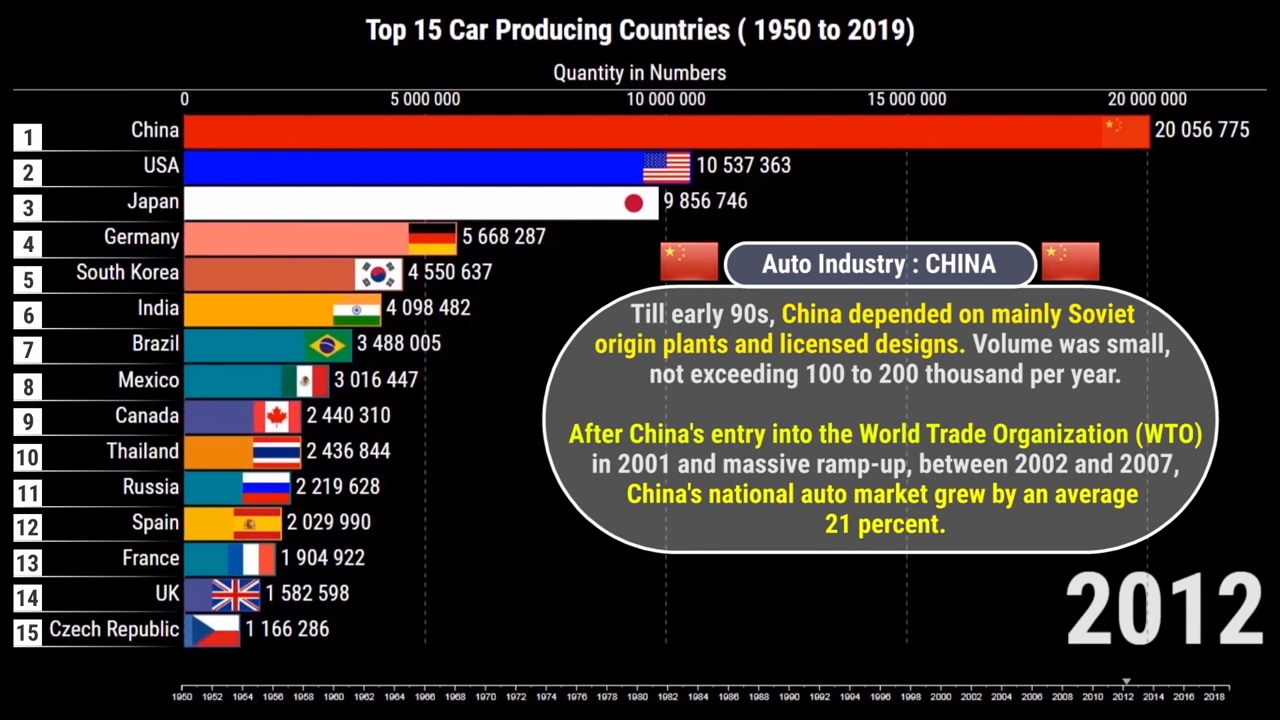 Top 15 Car Producing Countries ( 1950 to 2019)
Quantity in Numbers
0 5 000 000 10 000 000 15 000 000 20 000 000
1 China 20 056 775
2 USA 10 537 363
3 Japan 9 856 746
4 Germany 5 668 287
5 South Korea 4 550 637
6 India 4 098 482
7 Brazil 3 488 005
8 Mexico 3 016 447
9 Canada 2 440 310
10 Thailand 2 436 844
11 Russia 2 219 628
12 Spain 2 029 990
13 France 1 904 922
14 UK 1 582 598
15 Czech Republic 1 166 286
Auto Industry : CHINA
Till early 90s, China depended on mainly Soviet
origin plants and licensed designs. Volume was small,
not exceeding 100 to 200 thousand per year.
After China's entry into the World Trade Organization (WTO)
in 2001 and massive ramp-up, between 2002 and 2007,
China's national auto market grew by an average
21 percent.
2012
1950 1952 1954 1956 1958 1960 1962 1964 1966 1968 1970 1972 1974 1976 1978 1980 1982 1984 1986 1988 1990 1992 1994 1996 1998 2000 2002 2004 2006 2008 2010 2012 2014 2016 2018